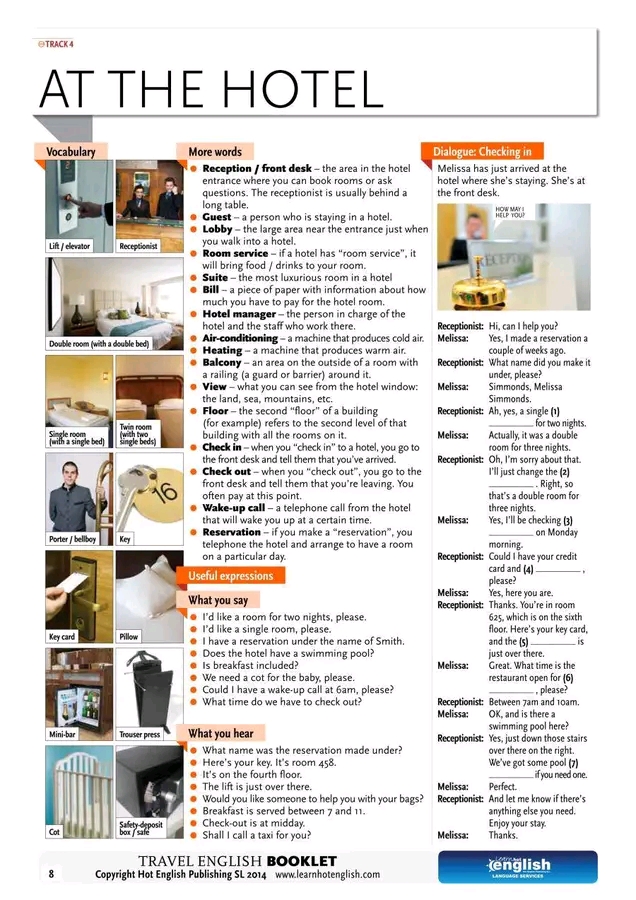 TRACK 4
AT THE HOTEL
Vocabulary
Lift / elevator
Receptionist
Double room (with a double bed)
Single room
(with a single bed)
Twin room
(with two
single beds)
Porter / bellboy
Key
16
Key card
Pillow
Mini-bar
Trouser press
Cot
Safety-deposit
box / safe
More words
Reception / front desk – the area in the hotel
entrance where you can book rooms or ask
questions. The receptionist is usually behind a
long table.
Guest – a person who is staying in a hotel.
Lobby – the large area near the entrance just when
you walk into a hotel.
Room service – if a hotel has “room service”, it
will bring food / drinks to your room.
Suite – the most luxurious room in a hotel
Bill – a piece of paper with information about how
much you have to pay for the hotel room.
Hotel manager – the person in charge of the
hotel and the staff who work there.
Air-conditioning – a machine that produces cold air.
Heating – a machine that produces warm air.
Balcony – an area on the outside of a room with
a railing (a guard or barrier) around it.
View – what you can see from the hotel window:
the land, sea, mountains, etc.
Floor – the second “floor” of a building
(for example) refers to the second level of that
building with all the rooms on it.
Check in – when you “check in” to a hotel, you go to
the front desk and tell them that you’ve arrived.
Check out – when you “check out”, you go to the
front desk and tell them that you’re leaving. You
often pay at this point.
Wake-up call – a telephone call from the hotel
that will wake you up at a certain time.
Reservation – if you make a “reservation”, you
telephone the hotel and arrange to have a room
on a particular day.
Useful expressions
What you say
I’d like a room for two nights, please.
I’d like a single room, please.
I have a reservation under the name of Smith.
Does the hotel have a swimming pool?
Is breakfast included?
We need a cot for the baby, please.
Could I have a wake-up call at 6am, please?
What time do we have to check out?
What you hear
What name was the reservation made under?
Here’s your key. It’s room 458.
It’s on the fourth floor.
The lift is just over there.
Would you like someone to help you with your bags?
Breakfast is served between 7 and 11.
Check-out is at midday.
Shall I call a taxi for you?
Dialogue: Checking in
Melissa has just arrived at the
hotel where she’s staying. She’s at
the front desk.
HOW MAY I
HELP YOU?
RECEPT
Receptionist: Hi, can I help you?
Melissa: Yes, I made a reservation a
couple of weeks ago.
Receptionist: What name did you make it
under, please?
Melissa: Simmonds, Melissa
Simmonds.
Receptionist: Ah, yes, a single (1)
__________ for two nights.
Melissa: Actually, it was a double
room for three nights.
Receptionist: Oh, I’m sorry about that.
I’ll just change the (2)
__________ . Right, so
that’s a double room for
three nights.
Melissa: Yes, I’ll be checking (3)
__________ on Monday
morning.
Receptionist: Could I have your credit
card and (4) __________ ,
please?
Melissa: Yes, here you are.
Receptionist: Thanks. You’re in room
625, which is on the sixth
floor. Here’s your key card,
and the (5) __________ is
just over there.
Melissa: Great. What time is the
restaurant open for (6)
__________ , please?
Receptionist: Between 7am and 10am.
Melissa: OK, and is there a
swimming pool here?
Receptionist: Yes, just down those stairs
over there on the right.
We’ve got some pool (7)
__________ if you need one.
Melissa: Perfect.
Receptionist: And let me know if there’s
anything else you need.
Enjoy your stay.
Melissa: Thanks.
8
TRAVEL ENGLISH BOOKLET
Copyright Hot English Publishing SL 2014 www.learnhotenglish.com
Learn hot
english
LANGUAGE SERVICES